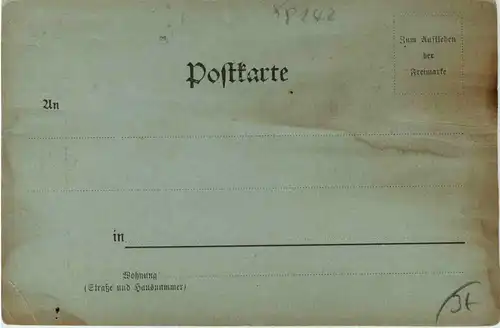 Zum Aufkleben
der
Freimarke
Postkarte
An
in
Wohnung
(Straße und Hausnummer)